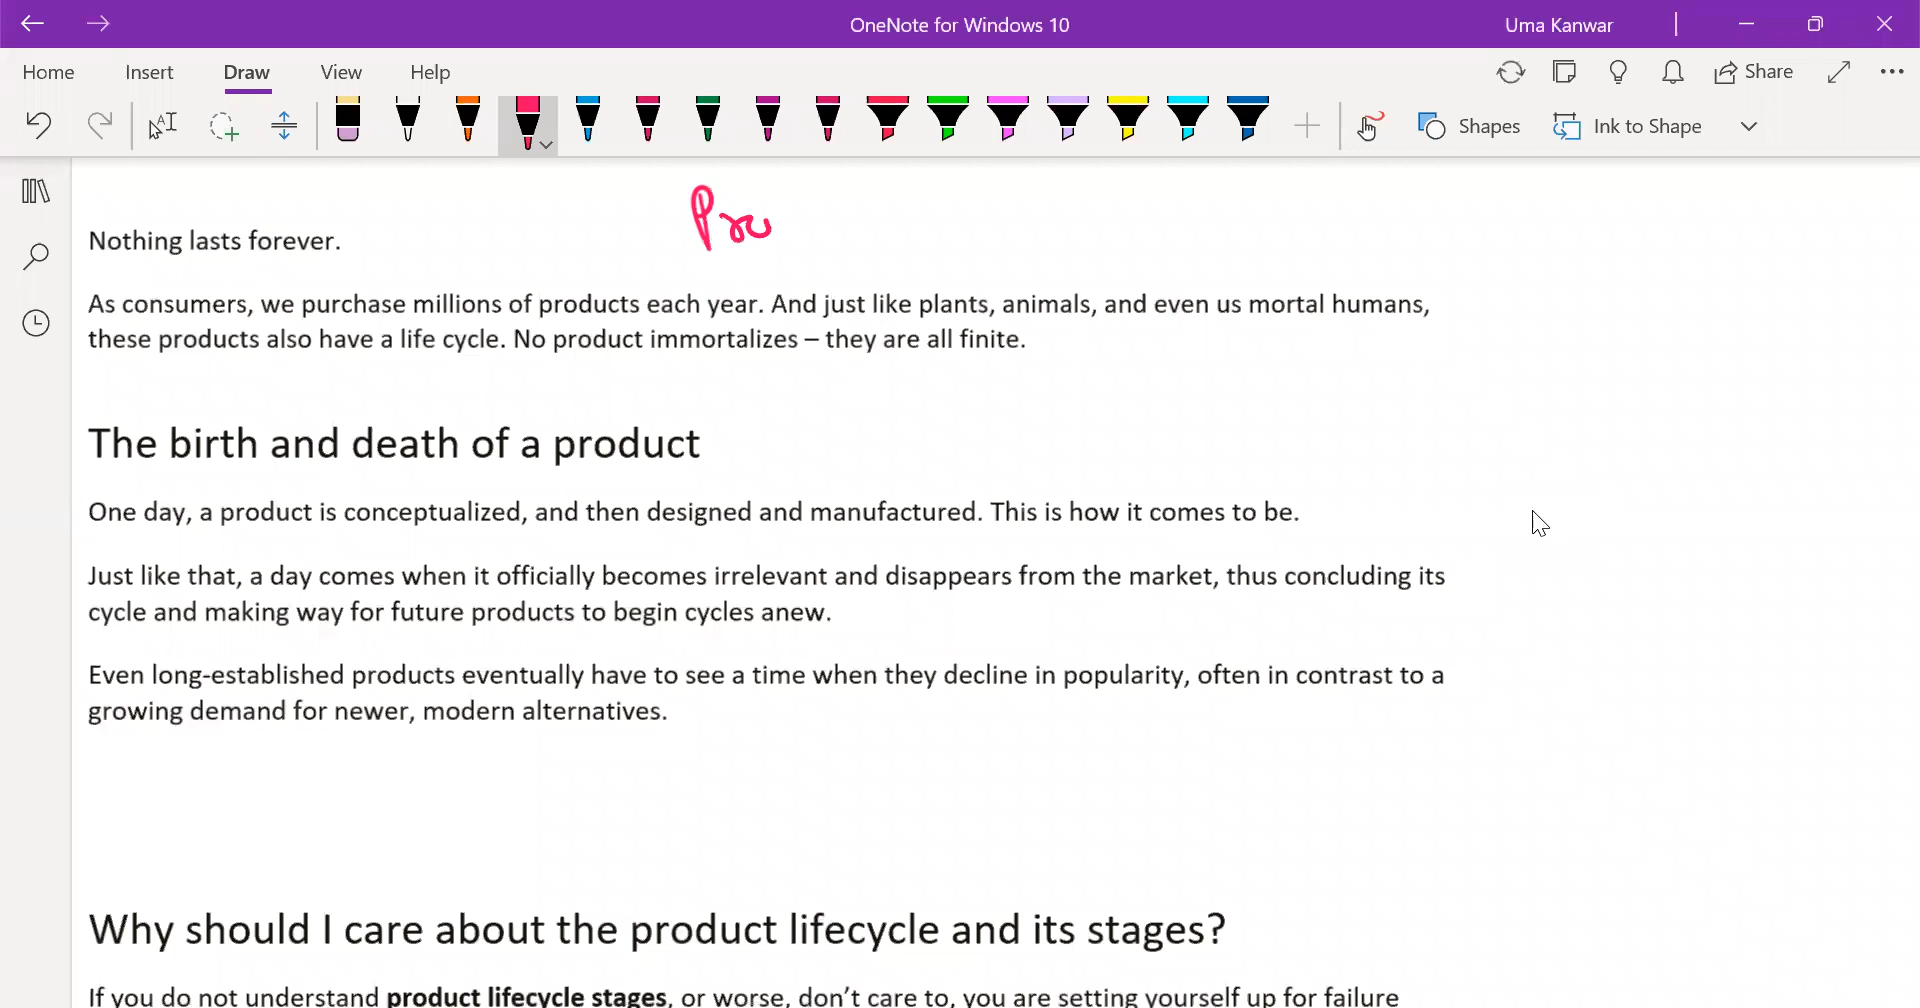 OneNote for Windows 10
Uma Kanwar
Home Insert Draw View Help
Share
Shapes
Ink to Shape
Nothing lasts forever.
As consumers, we purchase millions of products each year. And just like plants, animals, and even us mortal humans,
these products also have a life cycle. No product immortalizes – they are all finite.
The birth and death of a product
One day, a product is conceptualized, and then designed and manufactured. This is how it comes to be.
Just like that, a day comes when it officially becomes irrelevant and disappears from the market, thus concluding its
cycle and making way for future products to begin cycles anew.
Even long-established products eventually have to see a time when they decline in popularity, often in contrast to a
growing demand for newer, modern alternatives.
Why should I care about the product lifecycle and its stages?
If you do not understand product lifecycle stages, or worse, don't care to, you are setting yourself up for failure